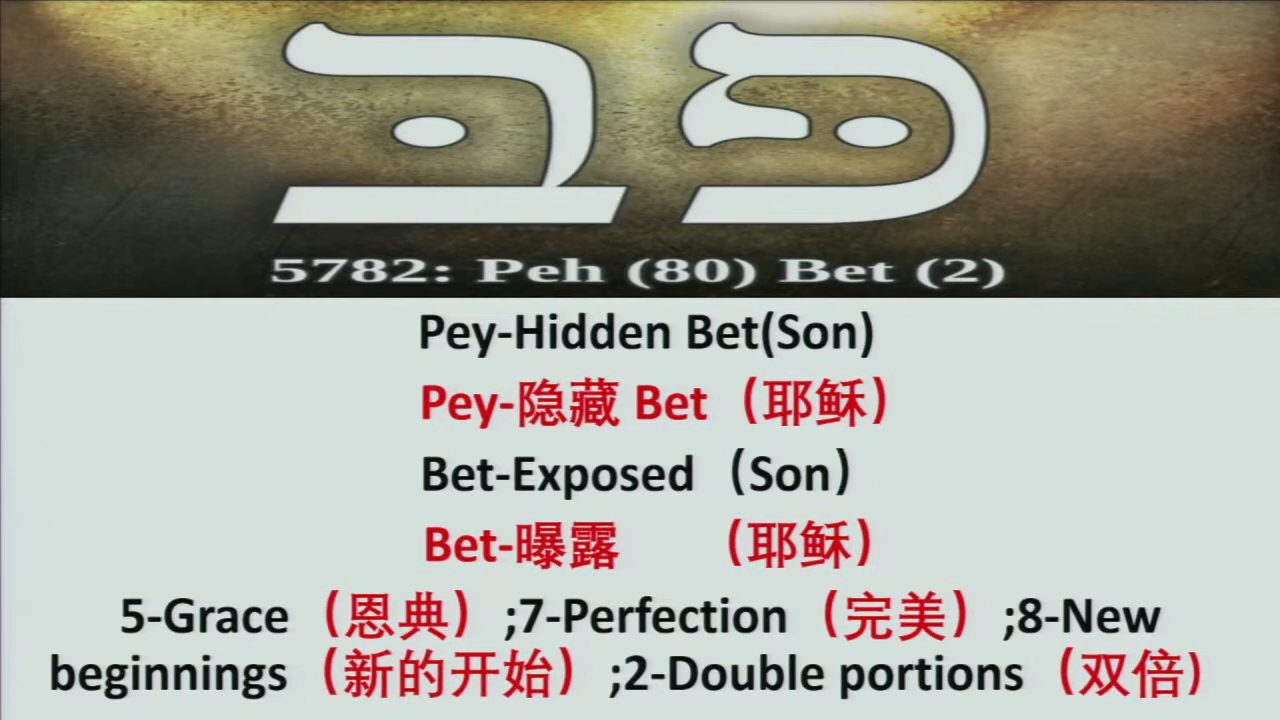 פּבּ
5782: Peh (80) Bet (2)
Pey-Hidden Bet(Son)
Pey-隐藏 Bet（耶稣）
Bet-Exposed（Son）
Bet-曝露 （耶稣）
5-Grace（恩典）;7-Perfection（完美）;8-New
beginnings（新的开始）;2-Double portions（双倍）